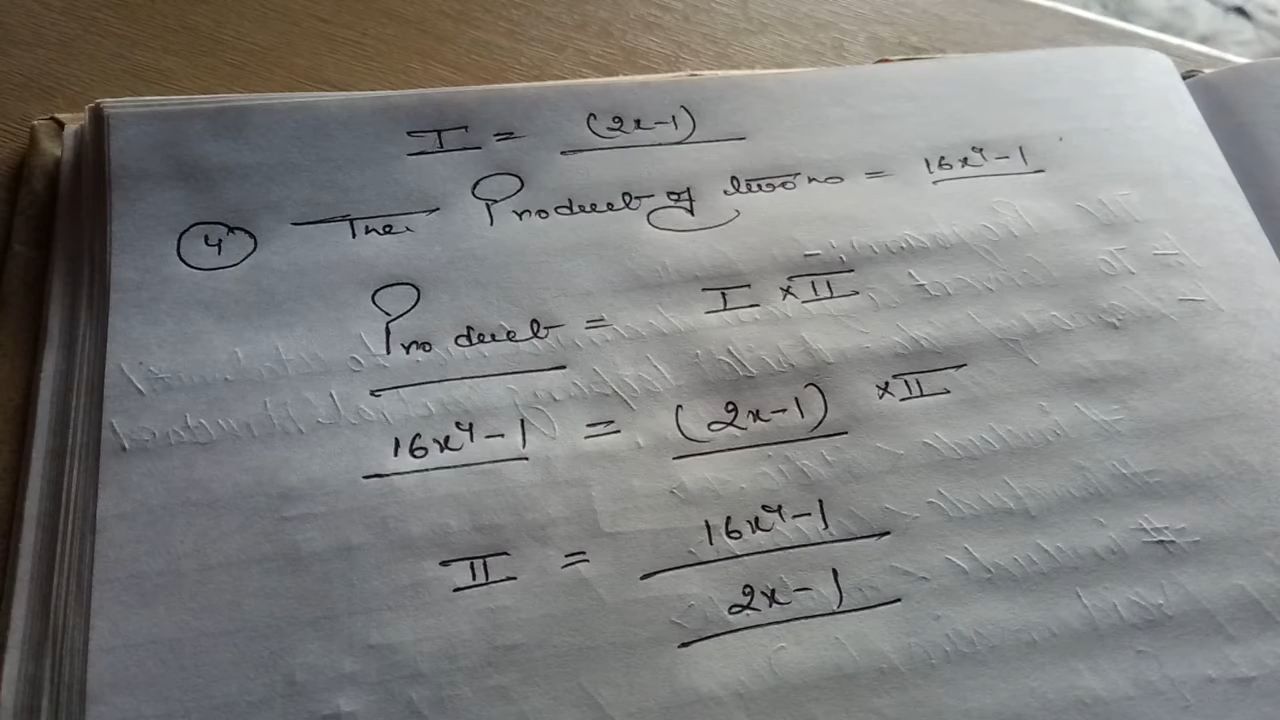 I = (2x-1)
④ The Product of two no = 16x⁴-1
Product = I × II
16x⁴-1 = (2x-1) × II
II = 16x⁴-1
2x-1